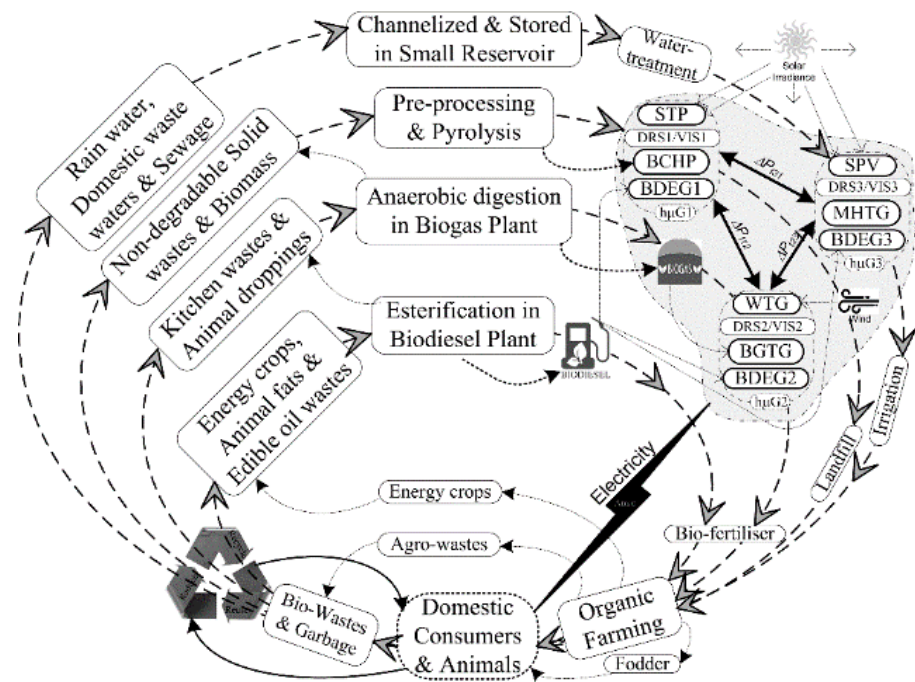 Channelized & Stored
in Small Reservoir
Water-
treatment
Solar
Irradiance
Rain water,
Domestic waste
waters & Sewage
Pre-processing
& Pyrolysis
Non-degradable Solid
wastes & Biomass
Anaerobic digestion
in Biogas Plant
Kitchen wastes &
Animal droppings
Esterification in
Biodiesel Plant
Energy crops,
Animal fats &
Edible oil wastes
STP
DRS1/VIS1
BCHP
BDEG1
hμG1
SPV
DRS3/VIS3
MHTG
BDEG3
hμG3
WTG
DRS2/VIS2
BGTG
BDEG2
hμG2
Wind
BIOGAS
BIODIESEL
Electricity
Landfill
Irrigation
Bio-fertiliser
Energy crops
Agro-wastes
Bio-Wastes
& Garbage
Domestic
Consumers
& Animals
Organic
Farming
Fodder